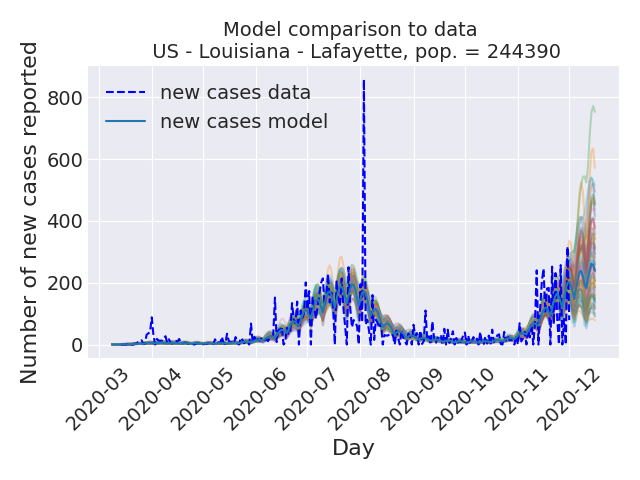 Model comparison to data
US - Louisiana - Lafayette, pop. = 244390
Number of new cases reported
800
600
400
200
0
new cases data
new cases model
2020-03
2020-04
2020-05
2020-06
2020-07
2020-08
2020-09
2020-10
2020-11
2020-12
Day